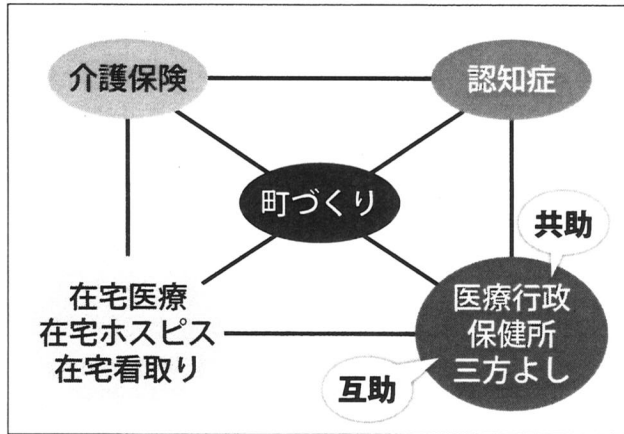 介護保険
認知症
町づくり
共助
在宅医療
在宅ホスピス
在宅看取り
医療行政
保健所
三方よし
互助